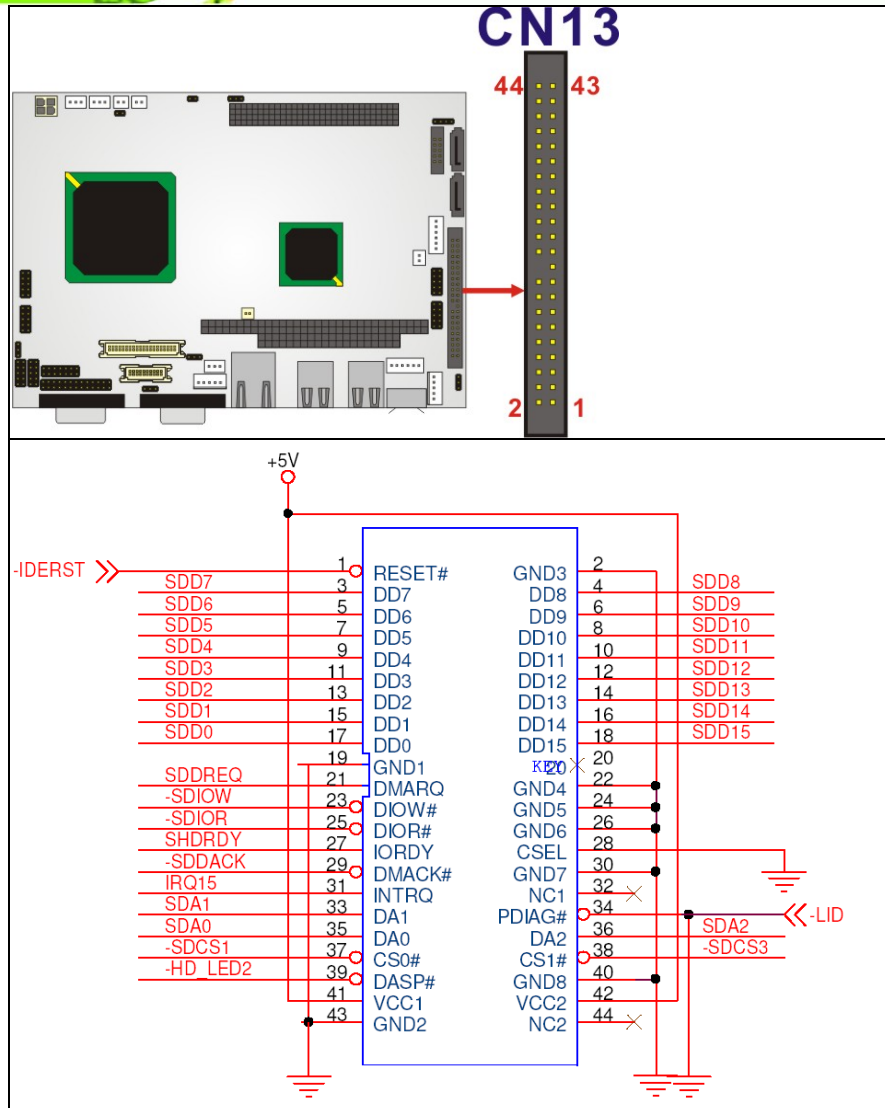 CN13
44 43
2 1
+5V
-IDERST 1 RESET# GND3 2
SDD7 3 DD7 DD8 4 SDD8
SDD6 5 DD6 DD9 6 SDD9
SDD5 7 DD5 DD10 8 SDD10
SDD4 9 DD4 DD11 10 SDD11
SDD3 11 DD3 DD12 12 SDD12
SDD2 13 DD2 DD13 14 SDD13
SDD1 15 DD1 DD14 16 SDD14
SDD0 17 DD0 DD15 18 SDD15
19 GND1 KEY 20
SDDREQ 21 DMARQ GND4 22
-SDIOW 23 DIOW# GND5 24
-SDIOR 25 DIOR# GND6 26
SHDRDY 27 IORDY CSEL 28
-SDDACK 29 DMACK# GND7 30
IRQ15 31 INTRQ NC1 32
SDA1 33 DA1 PDIAG# 34 -LID
SDA0 35 DA0 DA2 36 SDA2
-SDCS1 37 CS0# CS1# 38 -SDCS3
-HD_LED2 39 DASP# GND8 40
41 VCC1 VCC2 42
43 GND2 NC2 44